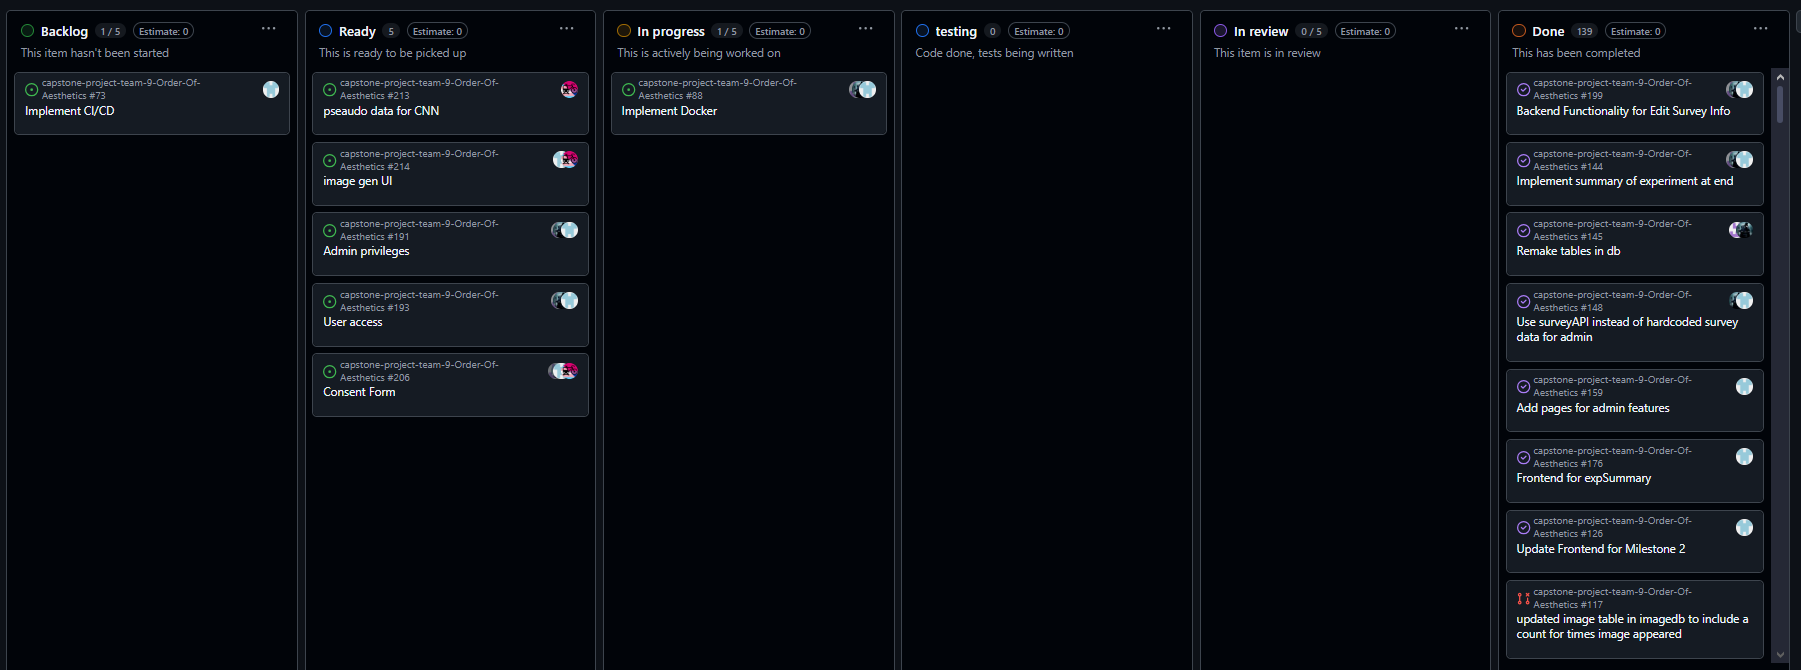 Backlog 1 / 5 Estimate: 0
This item hasn't been started
capstone-project-team-9-Order-Of-
Aesthetics #73
Implement CI/CD
Ready 5 Estimate: 0
This is ready to be picked up
capstone-project-team-9-Order-Of-
Aesthetics #213
pseudo data for CNN
capstone-project-team-9-Order-Of-
Aesthetics #214
image gen UI
capstone-project-team-9-Order-Of-
Aesthetics #191
Admin privileges
capstone-project-team-9-Order-Of-
Aesthetics #193
User access
capstone-project-team-9-Order-Of-
Aesthetics #206
Consent Form
In progress 1 / 5 Estimate: 0
This is actively being worked on
capstone-project-team-9-Order-Of-
Aesthetics #88
Implement Docker
testing 0 Estimate: 0
Code done, tests being written
In review 0 / 5 Estimate: 0
This item is in review
Done 139 Estimate: 0
This has been completed
capstone-project-team-9-Order-Of-
Aesthetics #199
Backend Functionality for Edit Survey Info
capstone-project-team-9-Order-Of-
Aesthetics #144
Implement summary of experiment at end
capstone-project-team-9-Order-Of-
Aesthetics #145
Remake tables in db
capstone-project-team-9-Order-Of-
Aesthetics #148
Use surveyAPI instead of hardcoded survey
data for admin
capstone-project-team-9-Order-Of-
Aesthetics #159
Add pages for admin features
capstone-project-team-9-Order-Of-
Aesthetics #176
Frontend for expSummary
capstone-project-team-9-Order-Of-
Aesthetics #126
Update Frontend for Milestone 2
capstone-project-team-9-Order-Of-
Aesthetics #117
updated image table in imagedb to include a
count for times image appeared